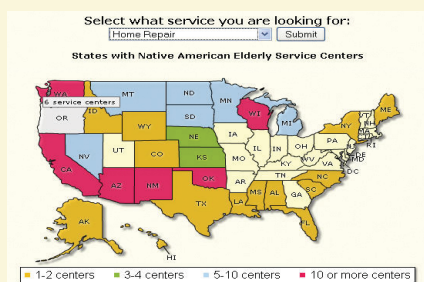 Select what service you are looking for:
Home Repair Submit
States with Native American Elderly Service Centers
WA MT ND MN ME
6 service centers
OR ID SD WI MI VT NH NY
WY IA PA RI
NV UT CO NE IL IN OH DE
CA KS MO KY WV VA MD DC
AZ NM OK AR TN NC
TX LA MS AL GA SC
AK FL
HI
1-2 centers 3-4 centers 5-10 centers 10 or more centers